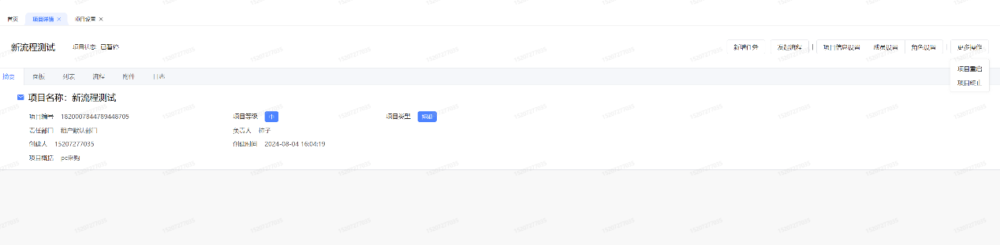 首页 项目详情 × 项目设置 ×
新流程测试 项目状态 已暂停 新增任务 发起流程 | 项目信息设置 成员设置 角色设置 | 更多操作
项目重启
项目终止
摘要 面板 列表 流程 附件 日志
项目名称：新流程测试
项目编号 1820007844789448705 项目等级 中 项目类型 短期
责任部门 租户默认部门 负责人 柿子
创建人 15207277035 创建时间 2024-08-04 16:04:19
项目概括 pc采购
15207277035